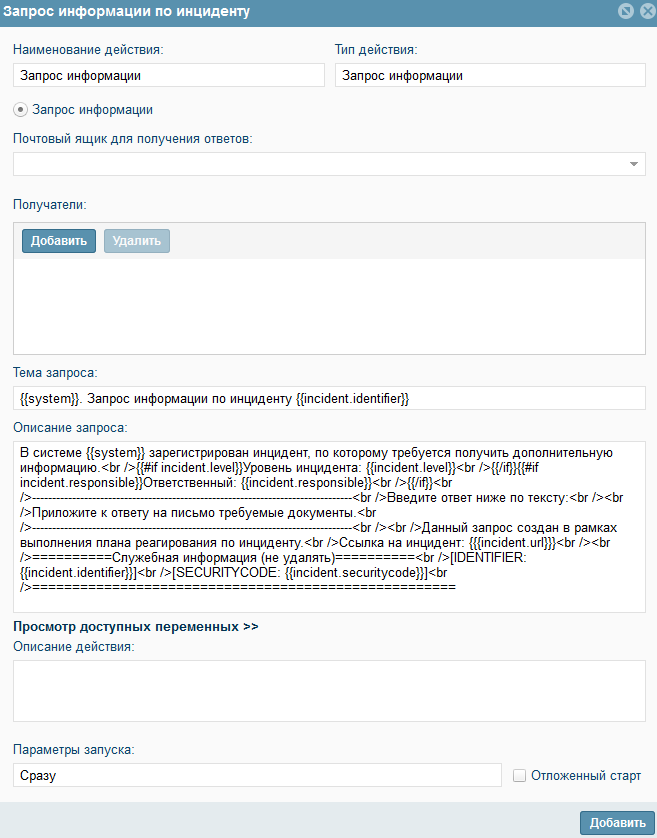 Запрос информации по инциденту
Наименование действия: Тип действия:
Запрос информации Запрос информации
Запрос информации
Почтовый ящик для получения ответов:
Получатели:
Добавить Удалить
Тема запроса:
{{system}}. Запрос информации по инциденту {{incident.identifier}}
Описание запроса:
В системе {{system}} зарегистрирован инцидент, по которому требуется получить дополнительную
информацию.<br />{{#if incident.level}}Уровень инцидента: {{incident.level}}<br />{{/if}}{{#if
incident.responsible}}Ответственный: {{incident.responsible}}<br />{{/if}}<br
/>--------------------------------------------------------------------------------<br />Введите ответ ниже по тексту:<br /><br
/>Приложите к ответу на письмо требуемые документы.<br
/>--------------------------------------------------------------------------------<br /><br />Данный запрос создан в рамках
выполнения плана реагирования по инциденту.<br />Ссылка на инцидент: {{{incident.url}}}<br /><br
/>==========Служебная информация (не удалять)==========<br />[IDENTIFIER:
{{incident.identifier}}]<br />[SECURITYCODE: {{incident.securitycode}}]<br
/>=====================================================
Просмотр доступных переменных >>
Описание действия:
Параметры запуска:
Сразу Отложенный старт
Добавить